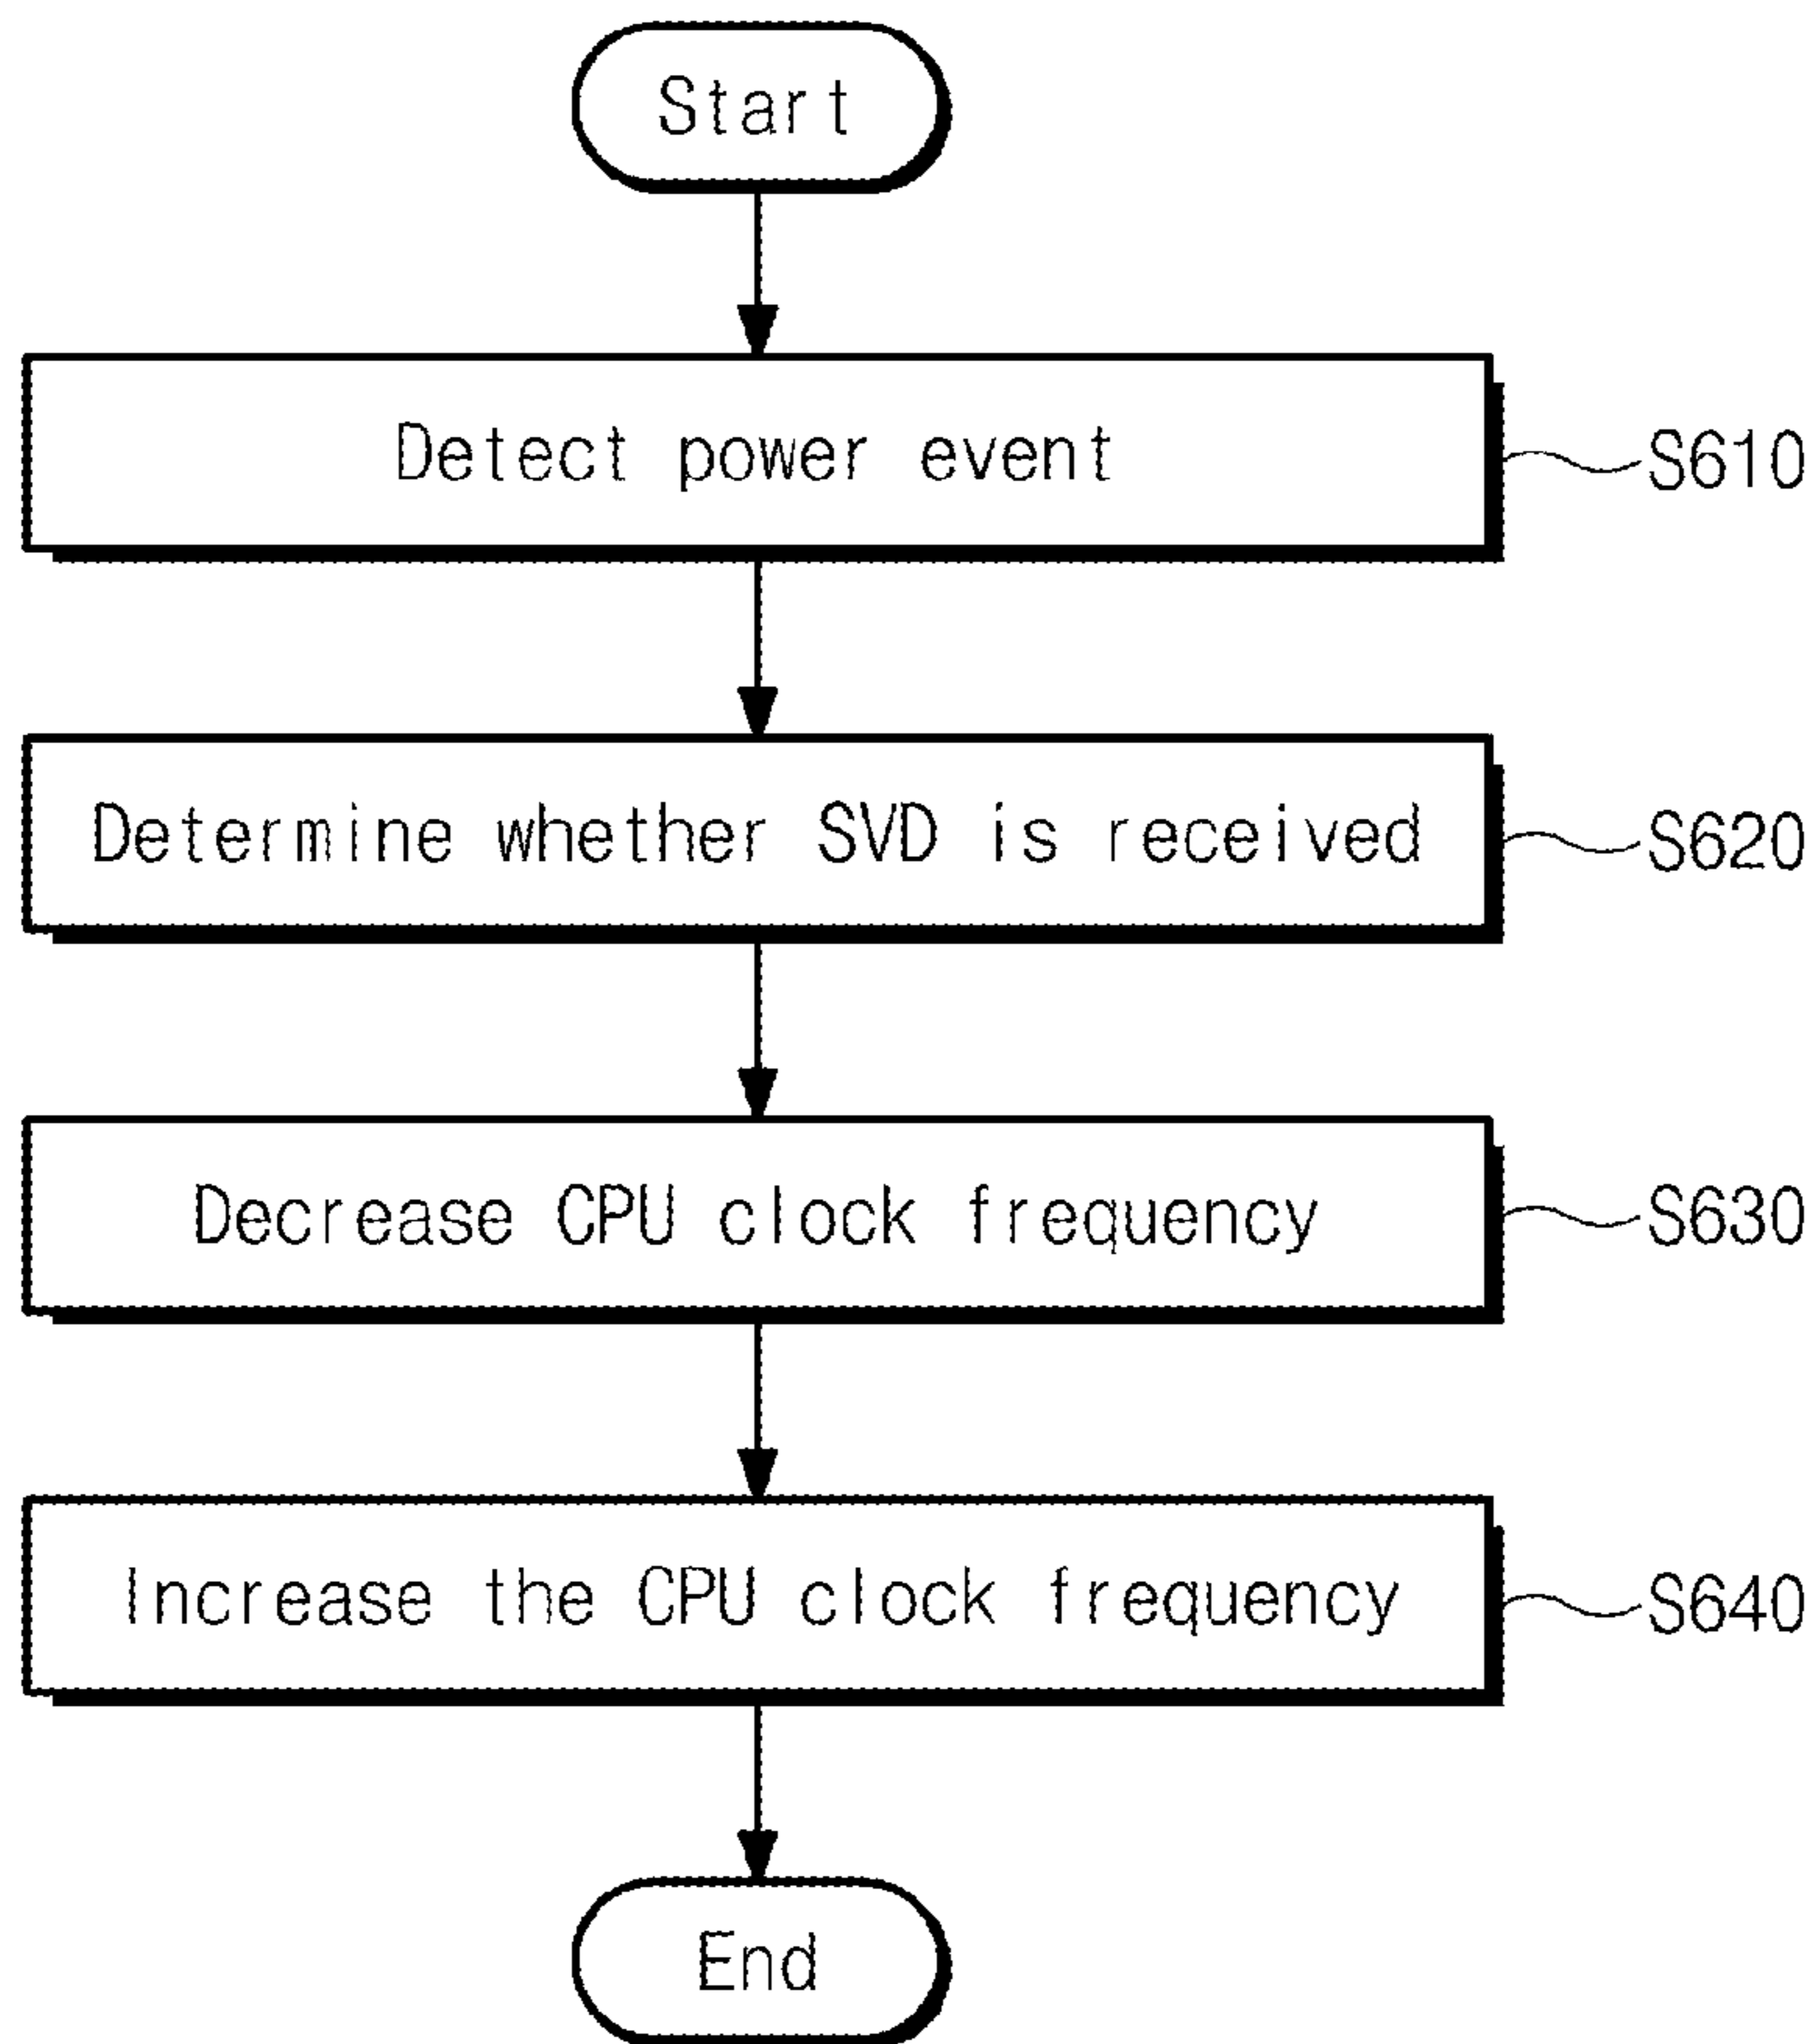 Start
Detect power event
S610
Determine whether SVD is received
S620
Decrease CPU clock frequency
S630
Increase the CPU clock frequency
S640
End